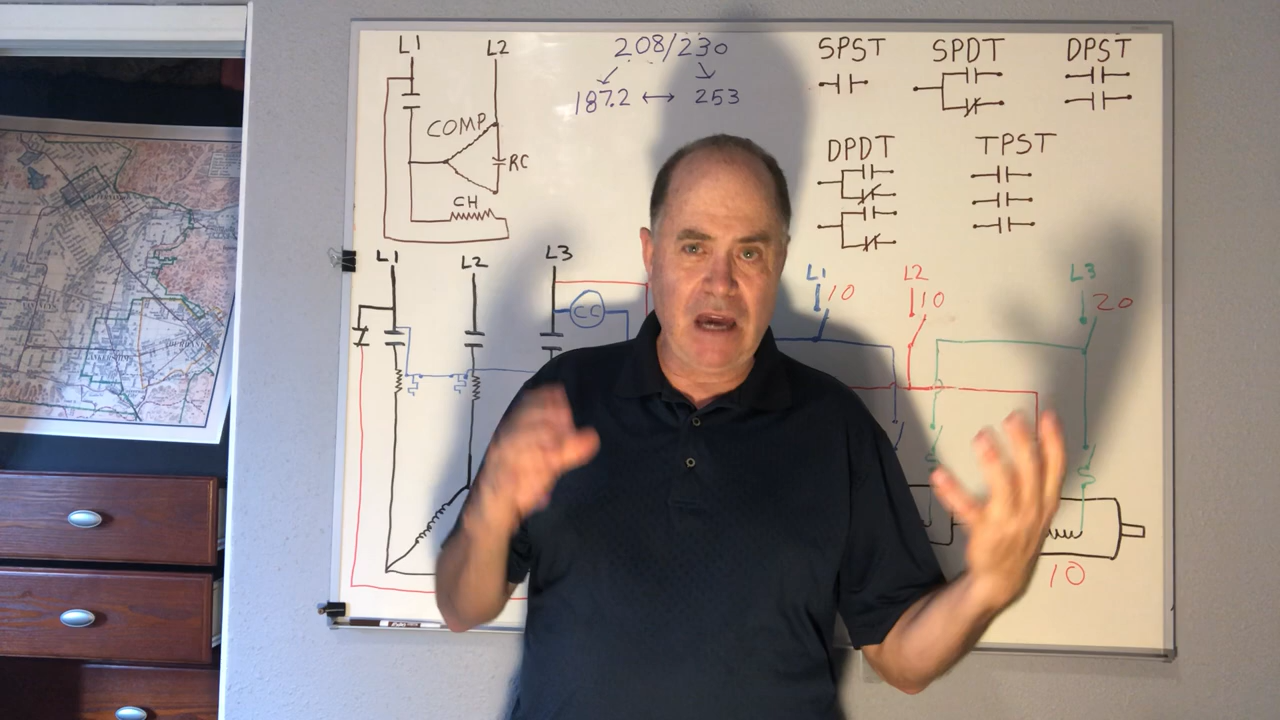 L1 L2
COMP
RC
CH
208/230
187.2 ↔ 253
SPST SPDT DPST
DPDT TPST
L1 L2 L3
CC
L1 L2 L3
10 10 20
10